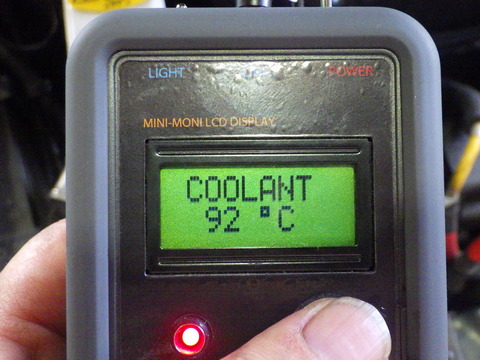 LIGHT POWER
MINI-MONI LCD DISPLAY
COOLANT
92 °C